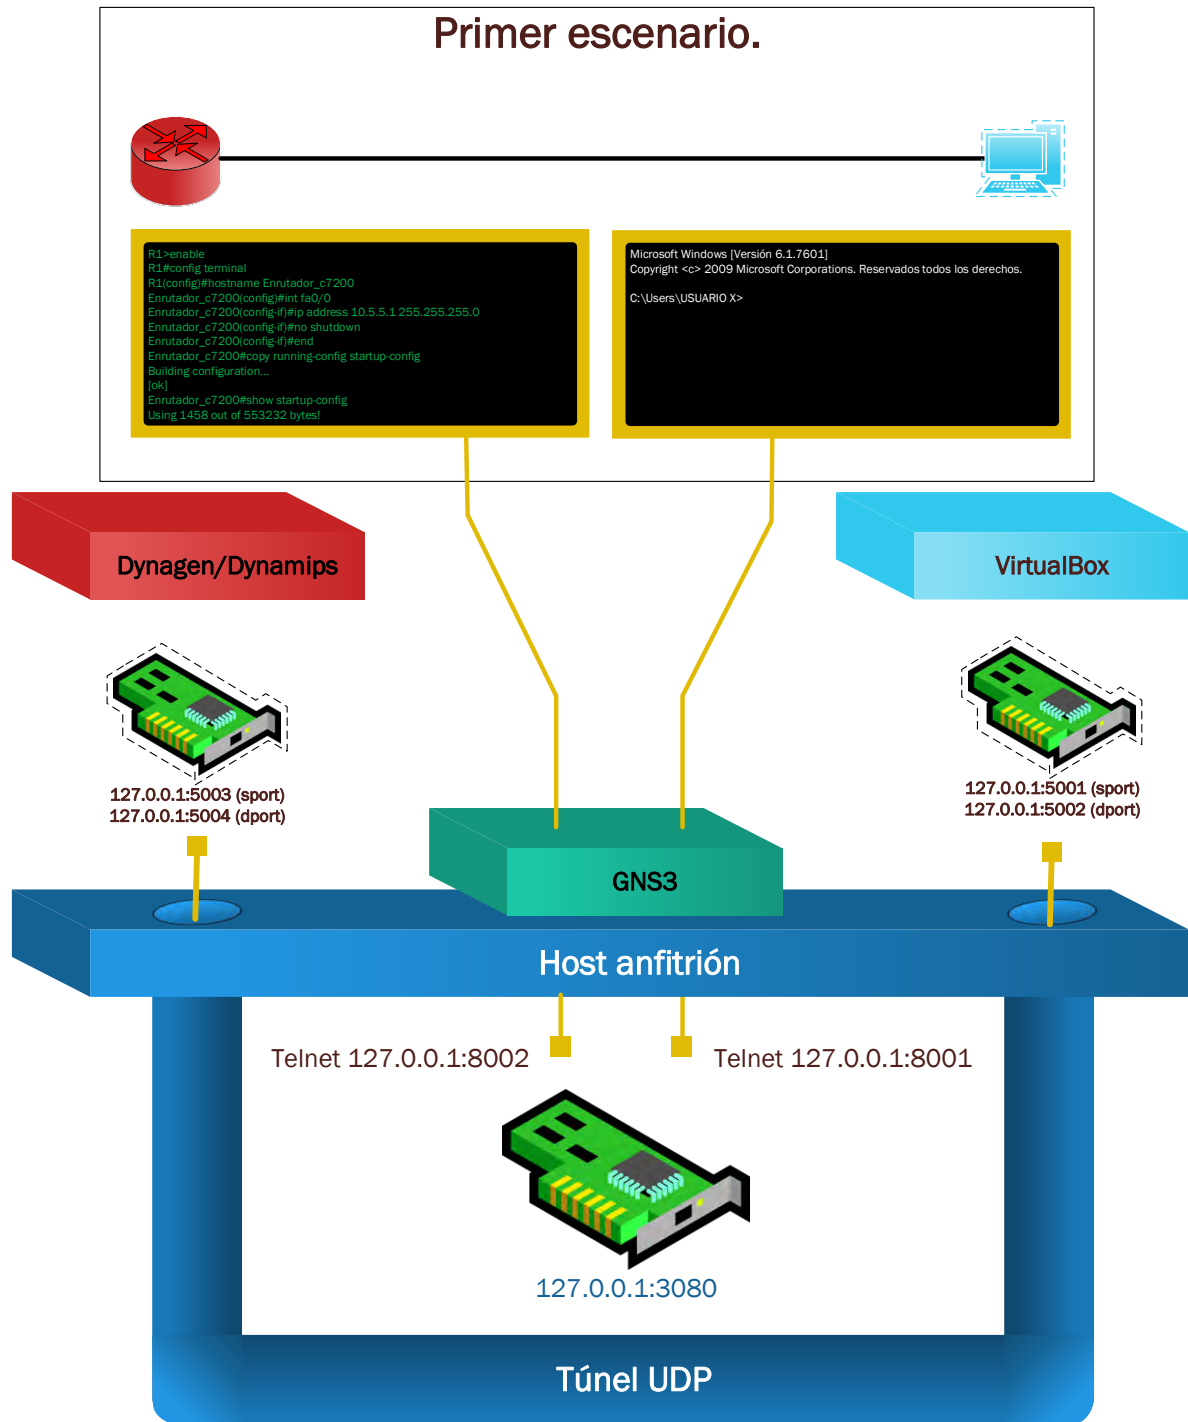 Primer escenario.
R1>enable
R1#config terminal
R1(config)#hostname Enrutador_c7200
Enrutador_c7200(config)#int fa0/0
Enrutador_c7200(config-if)#ip address 10.5.5.1 255.255.255.0
Enrutador_c7200(config-if)#no shutdown
Enrutador_c7200(config-if)#end
Enrutador_c7200#copy running-config startup-config
Building configuration...
[ok]
Enrutador_c7200#show startup-config
Using 1458 out of 553232 bytes!
Microsoft Windows [Versión 6.1.7601]
Copyright <c> 2009 Microsoft Corporations. Reservados todos los derechos.
C:\Users\USUARIO X>
Dynagen/Dynamips
VirtualBox
127.0.0.1:5003 (sport)
127.0.0.1:5004 (dport)
127.0.0.1:5001 (sport)
127.0.0.1:5002 (dport)
GNS3
Host anfitrión
Telnet 127.0.0.1:8002
Telnet 127.0.0.1:8001
127.0.0.1:3080
Túnel UDP